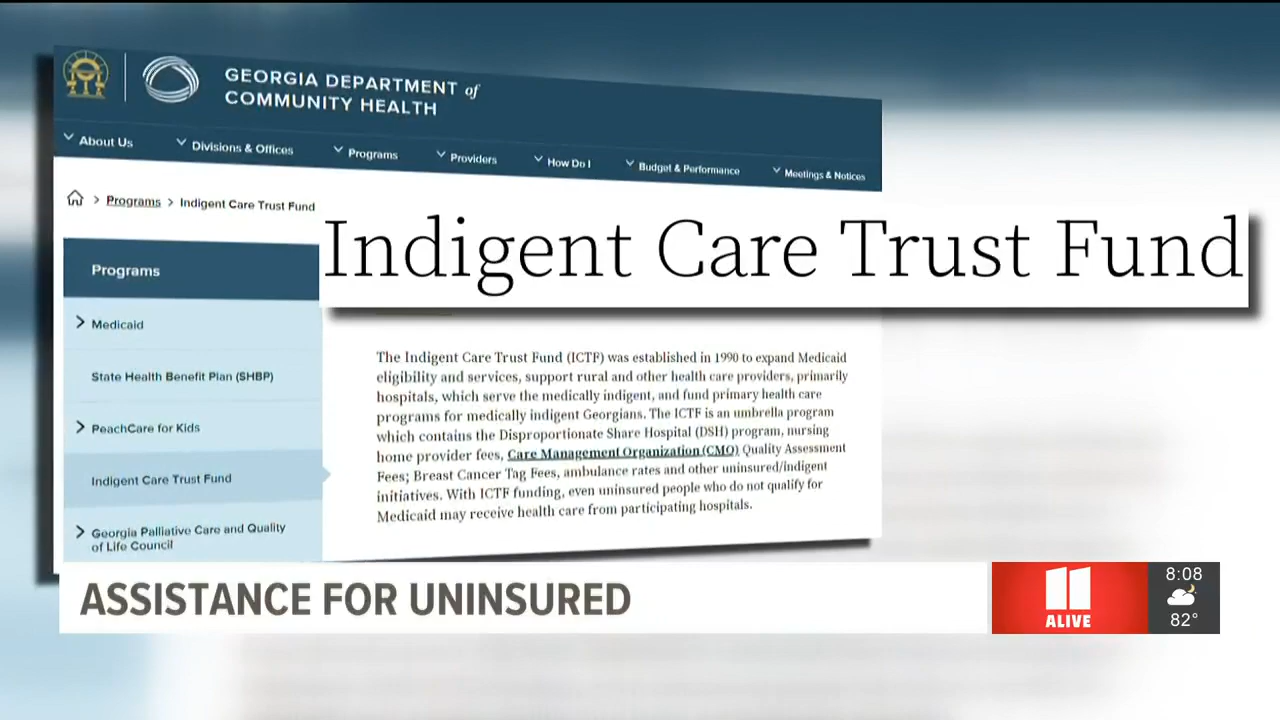 GEORGIA DEPARTMENT of
COMMUNITY HEALTH
About Us
Divisions & Offices
Programs
Providers
How Do I
Budget & Performance
Meetings & Notices
Programs > Indigent Care Trust Fund
Indigent Care Trust Fund
Programs
Medicaid
State Health Benefit Plan (SHBP)
PeachCare for Kids
Indigent Care Trust Fund
Georgia Palliative Care and Quality
of Life Council
The Indigent Care Trust Fund (ICTF) was established in 1990 to expand Medicaid
eligibility and services, support rural and other health care providers, primarily
hospitals, which serve the medically indigent, and fund primary health care
programs for medically indigent Georgians. The ICTF is an umbrella program
which contains the Disproportionate Share Hospital (DSH) program, nursing
home provider fees, Care Management Organization (CMO) Quality Assessment
Fees; Breast Cancer Tag Fees, ambulance rates and other uninsured/indigent
initiatives. With ICTF funding, even uninsured people who do not qualify for
Medicaid may receive health care from participating hospitals.
ASSISTANCE FOR UNINSURED
11
ALIVE
8:08
82°